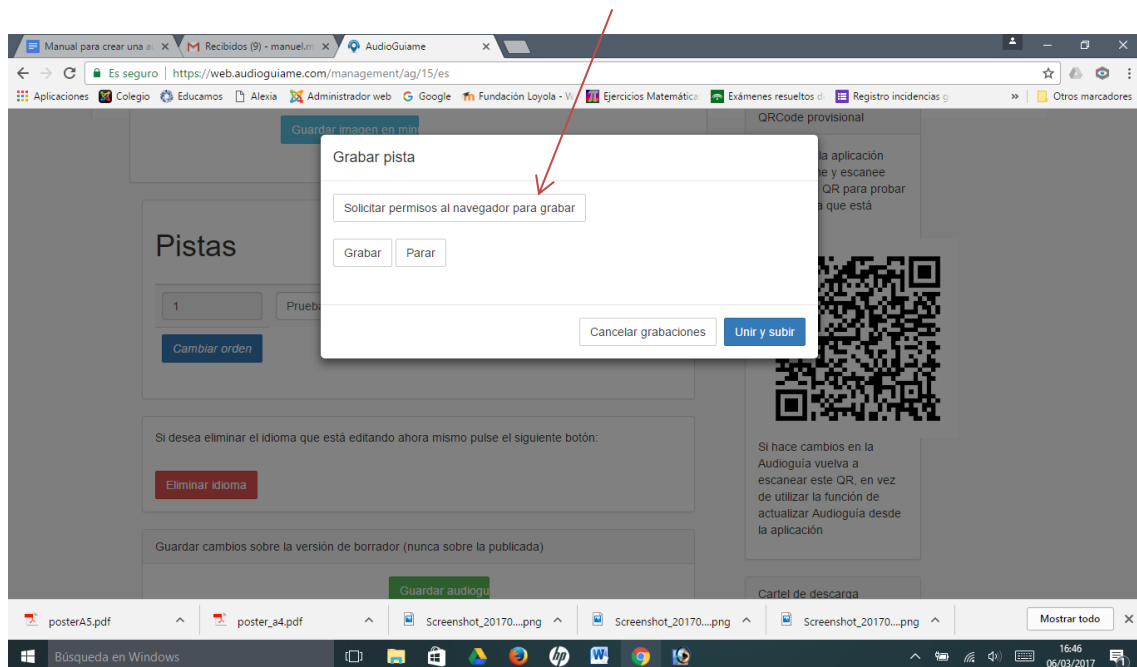 Manual para crear una a
Recibidos (9) - manuel.m
AudioGuiame
Es seguro | https://web.audioguiame.com/management/ag/15/es
Aplicaciones Colegio Educamos Alexia Administrador web Google Fundación Loyola - W Ejercicios Matemática Exámenes resueltos d Registro incidencias g » Otros marcadores
Guardar imagen en min
QRCode provisional
la aplicación
e y escanee
QR para probar
a que está
Grabar pista
Solicitar permisos al navegador para grabar
Grabar Parar
Cancelar grabaciones Unir y subir
Pistas
1 Prueb
Cambiar orden
Si desea eliminar el idioma que está editando ahora mismo pulse el siguiente botón:
Eliminar idioma
Guardar cambios sobre la versión de borrador (nunca sobre la publicada)
Guardar audiogu
Si hace cambios en la
Audioguía vuelva a
escanear este QR, en vez
de utilizar la función de
actualizar Audioguía desde
la aplicación
Cartel de descarga
posterA5.pdf poster_a4.pdf Screenshot_20170....png Screenshot_20170....png Screenshot_20170....png Mostrar todo
Búsqueda en Windows
16:46
06/03/2017